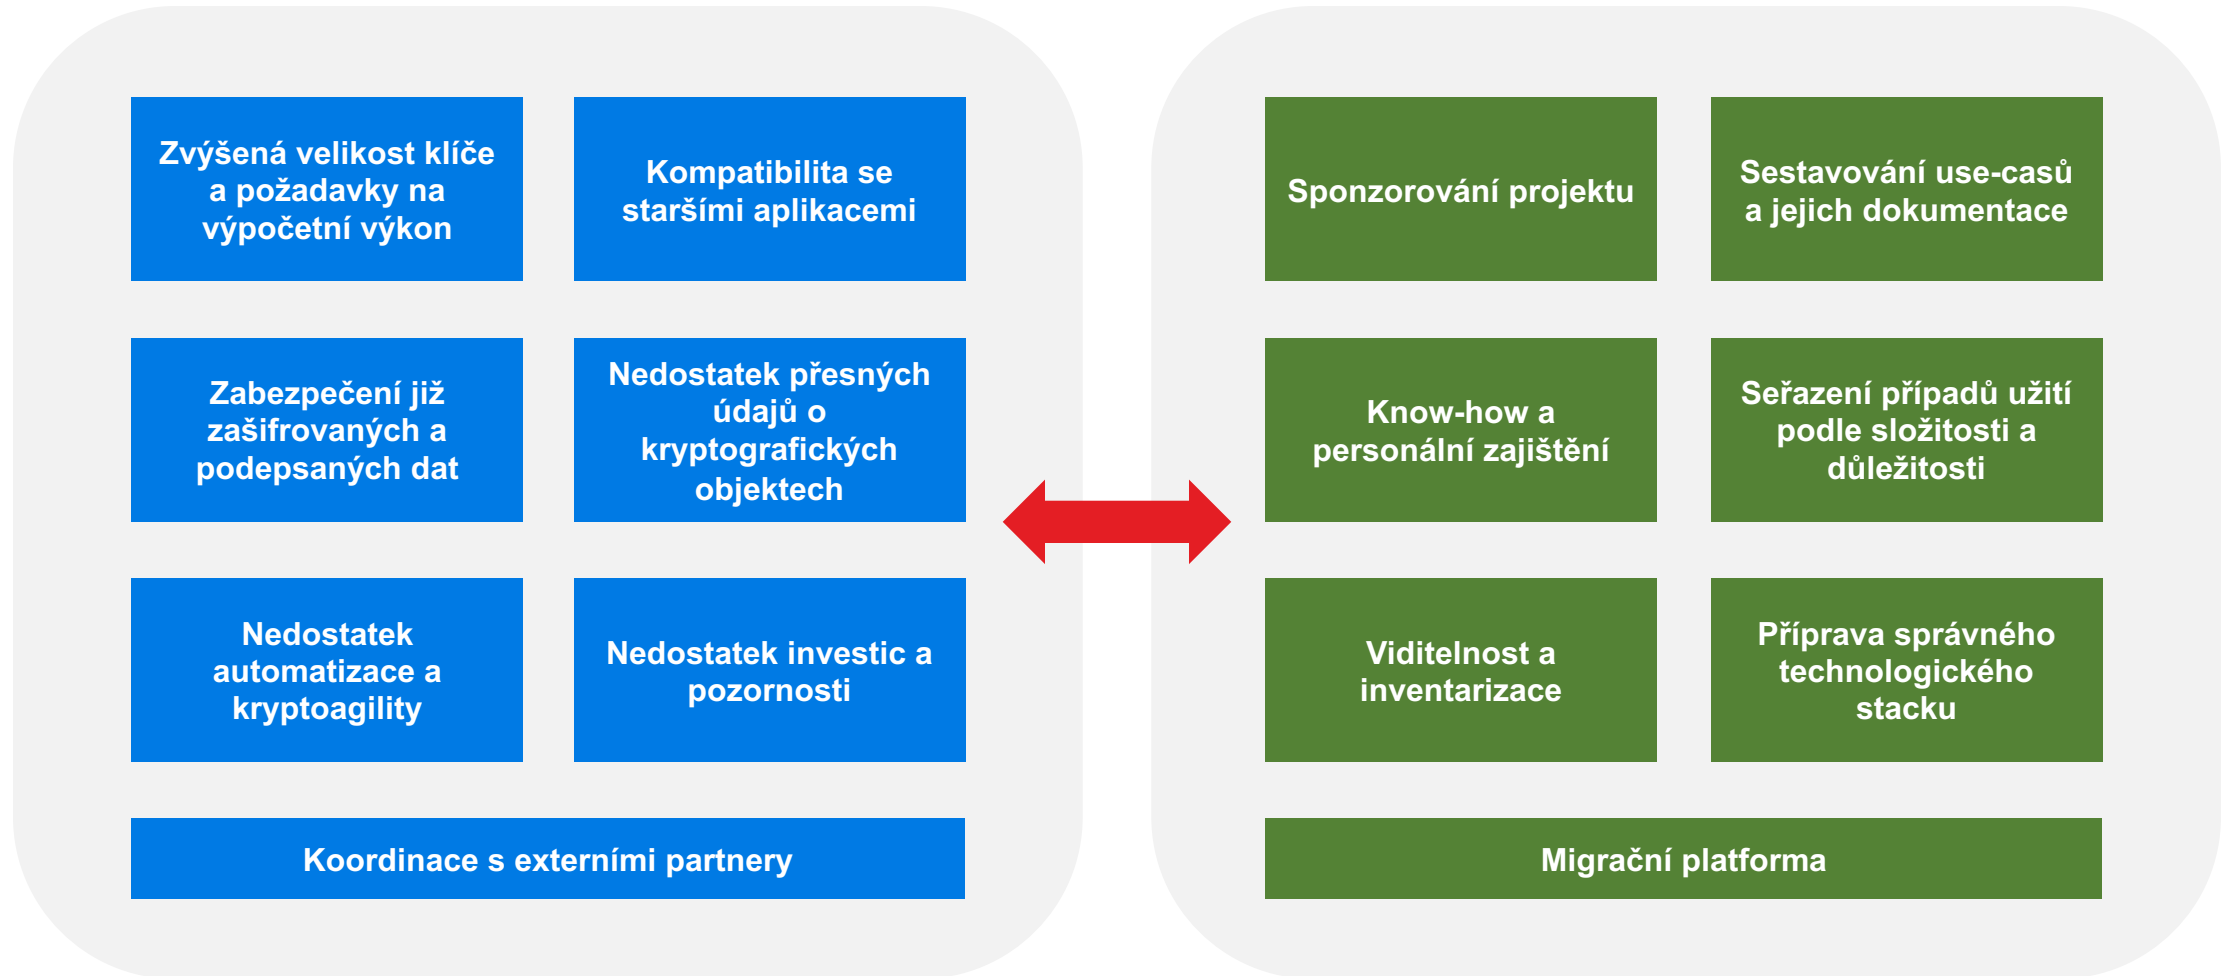 Zvýšená velikost klíče
a požadavky na
výpočetní výkon
Kompatibilita se
staršími aplikacemi
Zabezpečení již
zašifrovaných a
podepsaných dat
Nedostatek přesných
údajů o
kryptografických
objektech
Nedostatek
automatizace a
kryptoagility
Nedostatek investic a
pozornosti
Koordinace s externími partnery
Sponzorování projektu
Sestavování use-casů
a jejich dokumentace
Know-how a
personální zajištění
Seřazení případů užití
podle složitosti a
důležitosti
Viditelnost a
inventarizace
Příprava správného
technologického
stacku
Migrační platforma